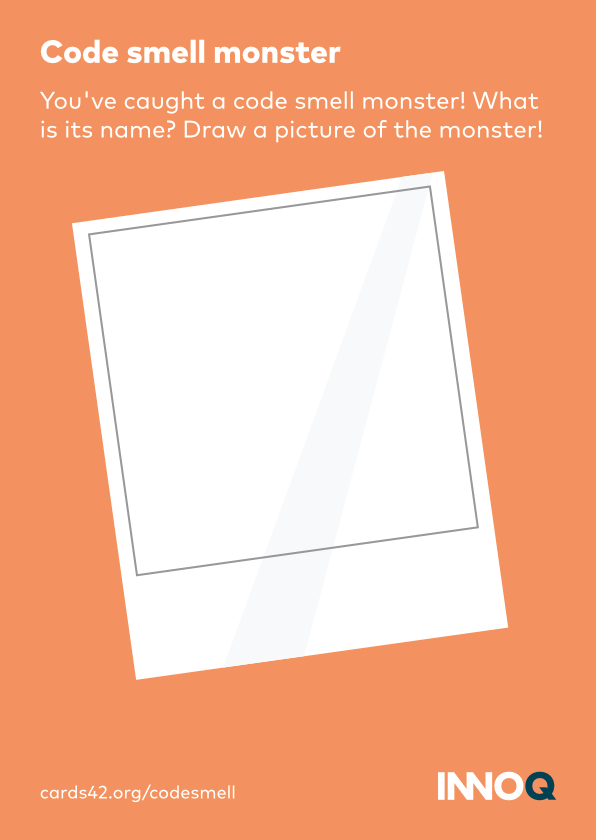 Code smell monster
You've caught a code smell monster! What
is its name? Draw a picture of the monster!
cards42.org/codesmell
INNOQ